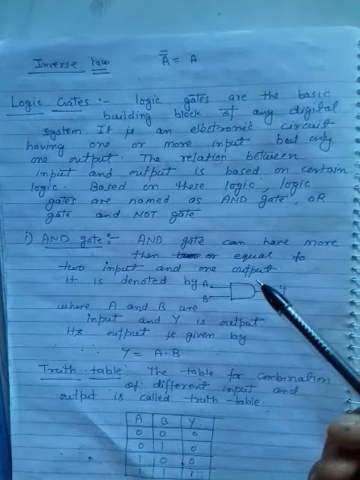 Inverse law A̿ = A
Logic Gates :- Logic gates are the basic
building block of any digital
system It is an electronic circuit
having one or more input but only
one output. The relation between
input and output is based on certain
logic. Based on these logic, logic
gates are named as AND gate, OR
gate and NOT gate
i) AND gate :- AND gate can have more
then or equal to
two input and one output.
it is denoted by A
B
Y
where A and B are
input and Y is output
Its output is given by
Y = A·B
Truth table The table for combination
of different input and
output is called truth table.
A B Y
0 0 0
0 1 0
1 0 0
1 1 1